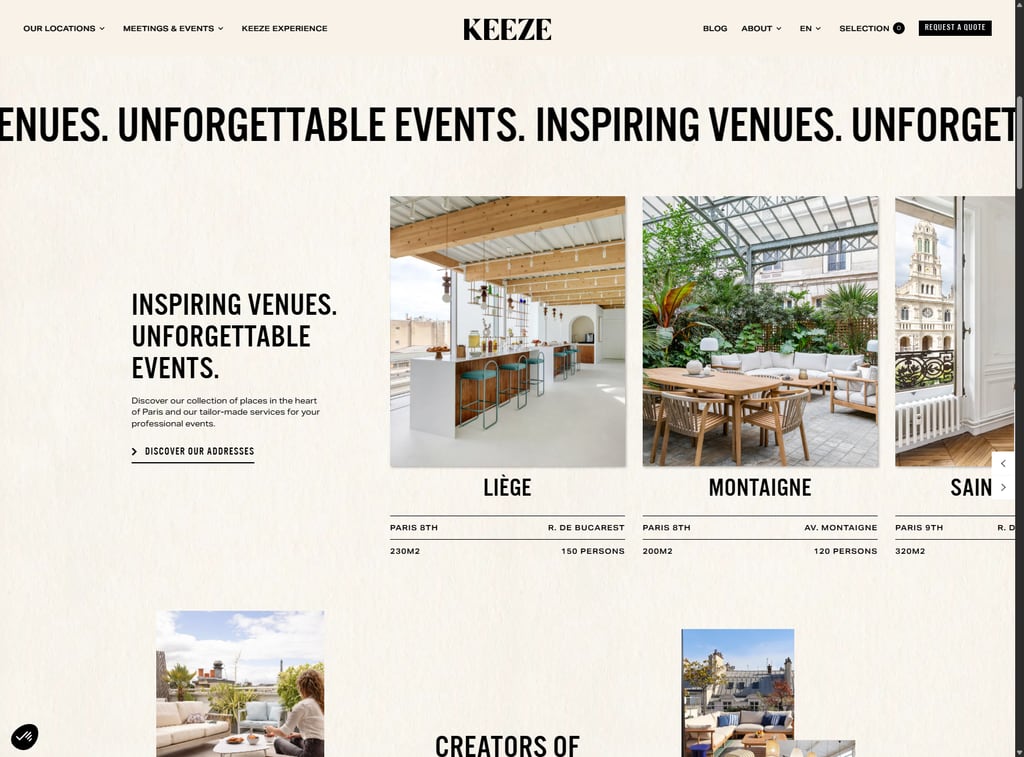 OUR LOCATIONS
MEETINGS & EVENTS
KEEZE EXPERIENCE
KEEZE
BLOG
ABOUT
EN
SELECTION 0
REQUEST A QUOTE
ENUES. UNFORGETTABLE EVENTS. INSPIRING VENUES. UNFORGET
INSPIRING VENUES.
UNFORGETTABLE
EVENTS.
Discover our collection of places in the heart
of Paris and our tailor-made services for your
professional events.
DISCOVER OUR ADDRESSES
LIÈGE
PARIS 8TH R. DE BUCAREST
230M2 150 PERSONS
MONTAIGNE
PARIS 8TH AV. MONTAIGNE
200M2 120 PERSONS
SAIN
PARIS 9TH R. D
320M2
CREATORS OF